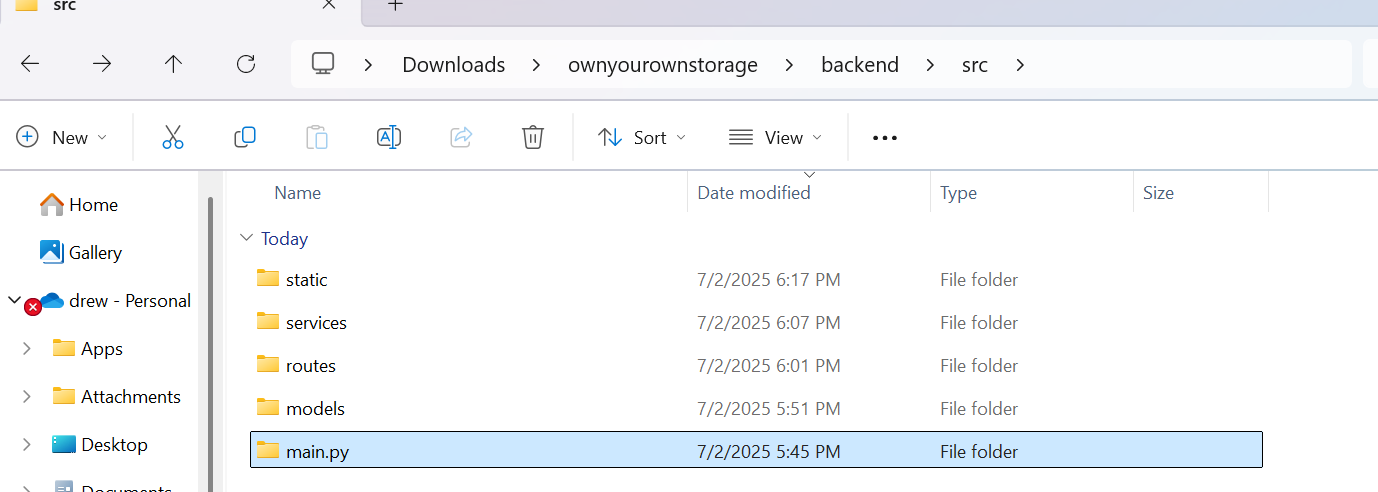 src
Downloads ownyourownstorage backend src
New Sort View
Name Date modified Type Size
Home
Gallery
drew - Personal
Apps
Attachments
Desktop
Documents
Today
static 7/2/2025 6:17 PM File folder
services 7/2/2025 6:07 PM File folder
routes 7/2/2025 6:01 PM File folder
models 7/2/2025 5:51 PM File folder
main.py 7/2/2025 5:45 PM File folder